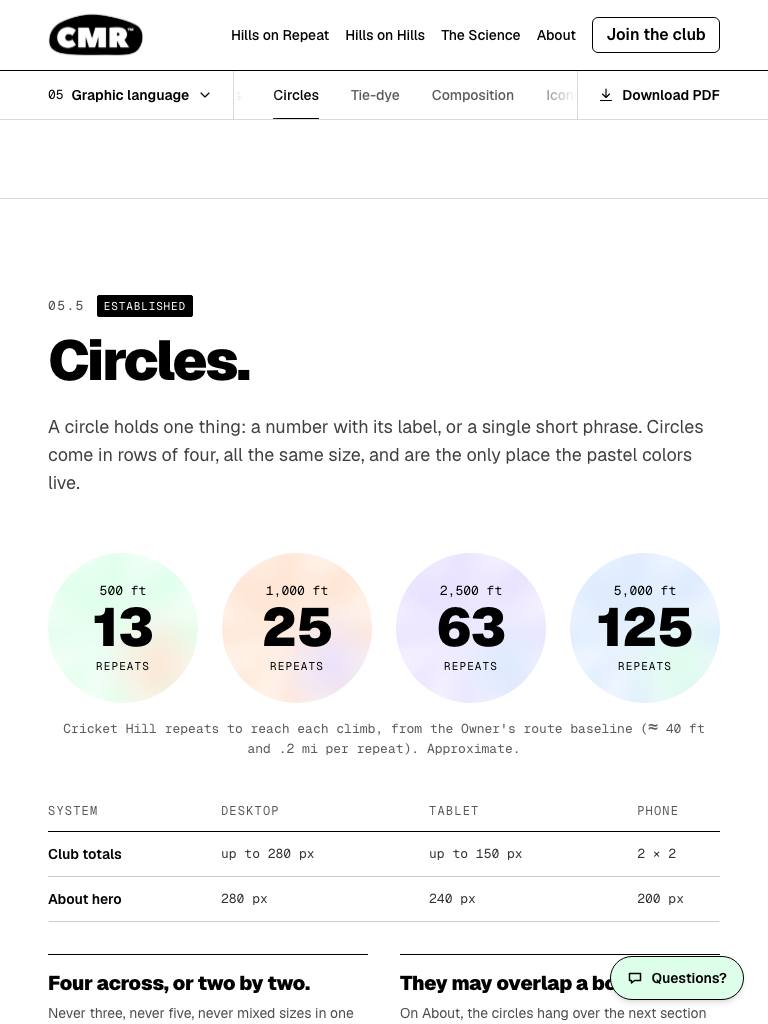 CMR™
Hills on Repeat
Hills on Hills
The Science
About
Join the club
05 Graphic language
Circles
Tie-dye
Composition
Icon
Download PDF
05.5 ESTABLISHED
Circles.
A circle holds one thing: a number with its label, or a single short phrase. Circles
come in rows of four, all the same size, and are the only place the pastel colors
live.
500 ft
13
REPEATS
1,000 ft
25
REPEATS
2,500 ft
63
REPEATS
5,000 ft
125
REPEATS
Cricket Hill repeats to reach each climb, from the Owner's route baseline (≈ 40 ft
and .2 mi per repeat). Approximate.
SYSTEM DESKTOP TABLET PHONE
Club totals up to 280 px up to 150 px 2 × 2
About hero 280 px 240 px 200 px
Four across, or two by two.
Never three, never five, never mixed sizes in one
They may overlap a bo
On About, the circles hang over the next section
Questions?